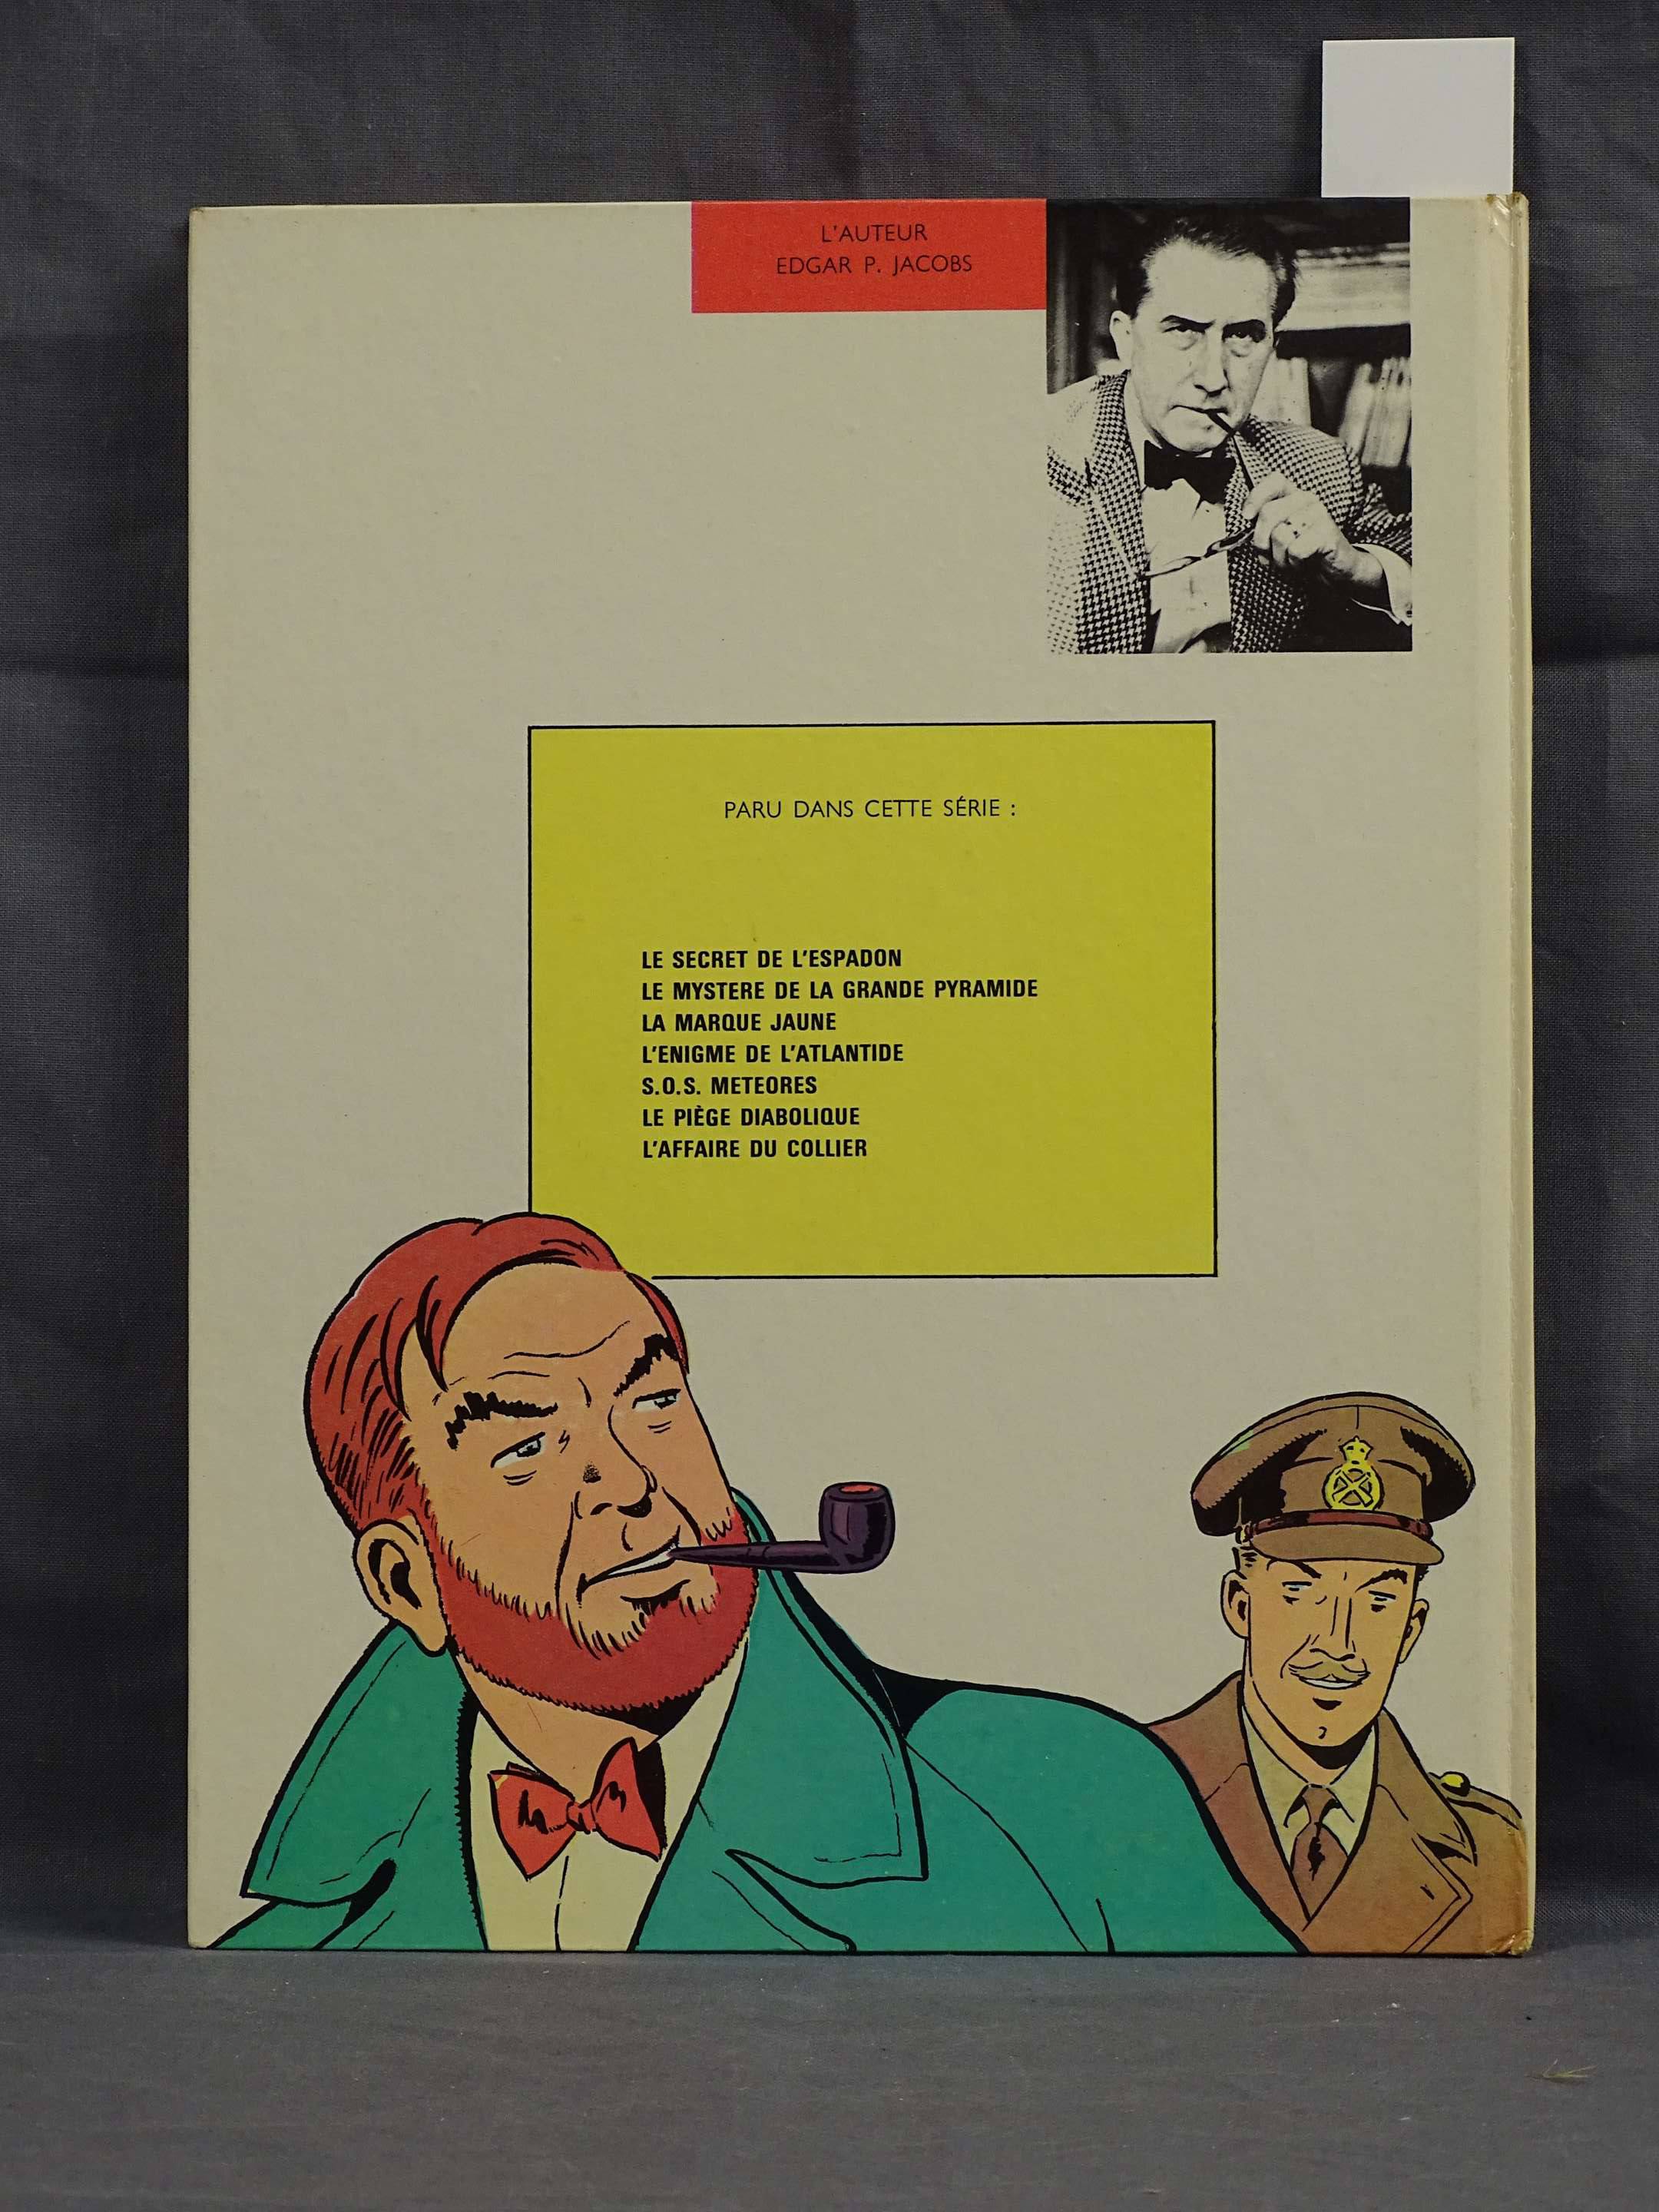 L'AUTEUR
EDGAR P. JACOBS
PARU DANS CETTE SÉRIE :
LE SECRET DE L'ESPADON
LE MYSTERE DE LA GRANDE PYRAMIDE
LA MARQUE JAUNE
L'ENIGME DE L'ATLANTIDE
S.O.S. METEORES
LE PIÈGE DIABOLIQUE
L'AFFAIRE DU COLLIER